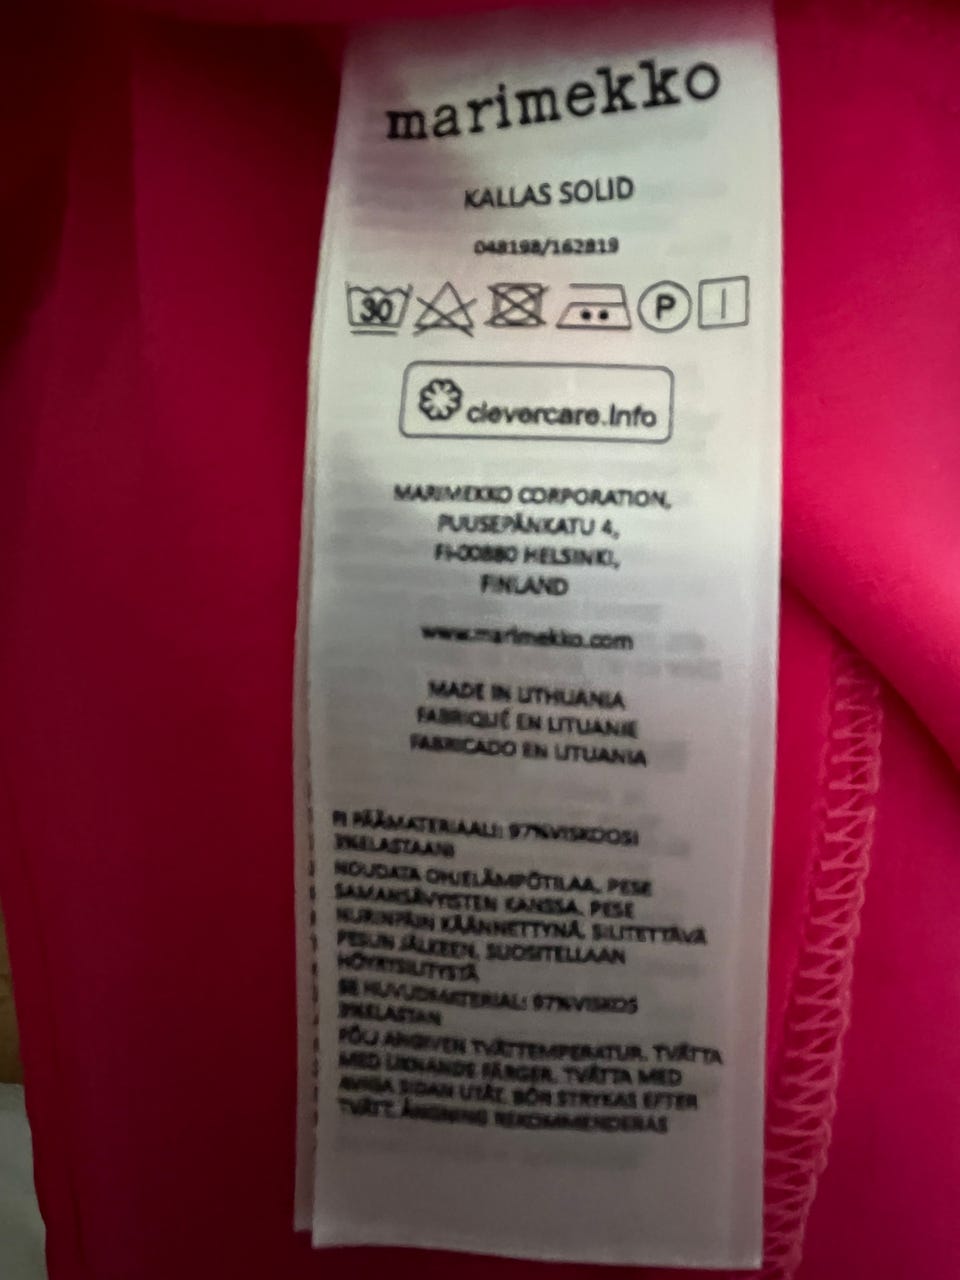 marimekko
KALLAS SOLID
048198/162819
30
P
clevercare.info
MARIMEKKO CORPORATION,
PUUSEPÄNKATU 4,
FI-00880 HELSINKI,
FINLAND
www.marimekko.com
MADE IN LITHUANIA
FABRIQUÉ EN LITUANIE
FABRICADO EN LITUANIA
FI PÄÄMATERIAALI: 97%VISKOOSI
3%ELASTAANI
NOUDATA OHJELÄMPÖTILAA, PESE
SAMANSÄVYISTEN KANSSA, PESE
NURINPÄIN KÄÄNNETTYNÄ, SILITETTÄVÄ
PESUN JÄLKEEN, SUOSITELLAAN
HÖYRYSILITYSTÄ
SE HUVUDMATERIAL: 97%VISKOS
3%ELASTAN
FÖLJ ANGIVEN TVÄTTEMPERATUR, TVÄTTA
MED LIKNANDE FÄRGER, TVÄTTA MED
AVIGA SIDAN UTÅT, BÖR STRYKAS EFTER
TVÄTT, ÅNGNING REKOMMENDERAS